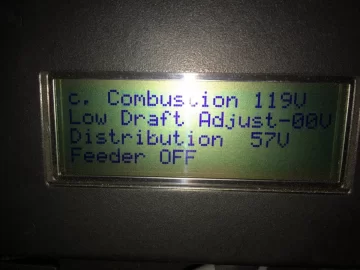 c. Combustion 119V
Low Draft Adjust-00V
Distribution 57V
Feeder OFF